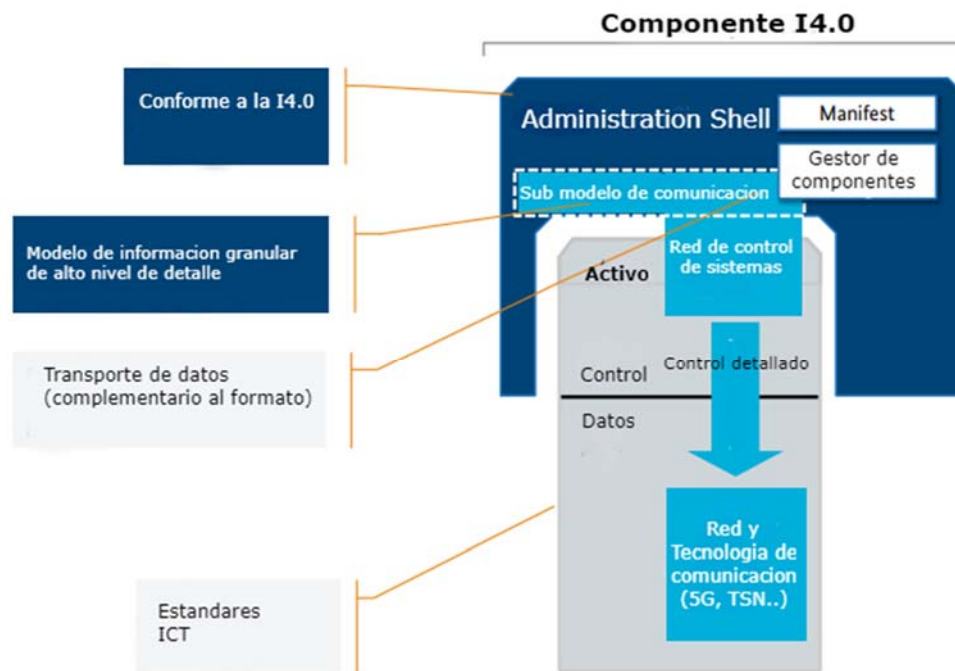 Componente I4.0
Conforme a la I4.0
Administration Shell
Manifest
Gestor de
componentes
Sub modelo de comunicacion
Modelo de informacion granular
de alto nivel de detalle
Red de control
de sistemas
Activo
Transporte de datos
(complementario al formato)
Control
Control detallado
Datos
Red y
Tecnologia de
comunicacion
(5G, TSN..)
Estandares
ICT